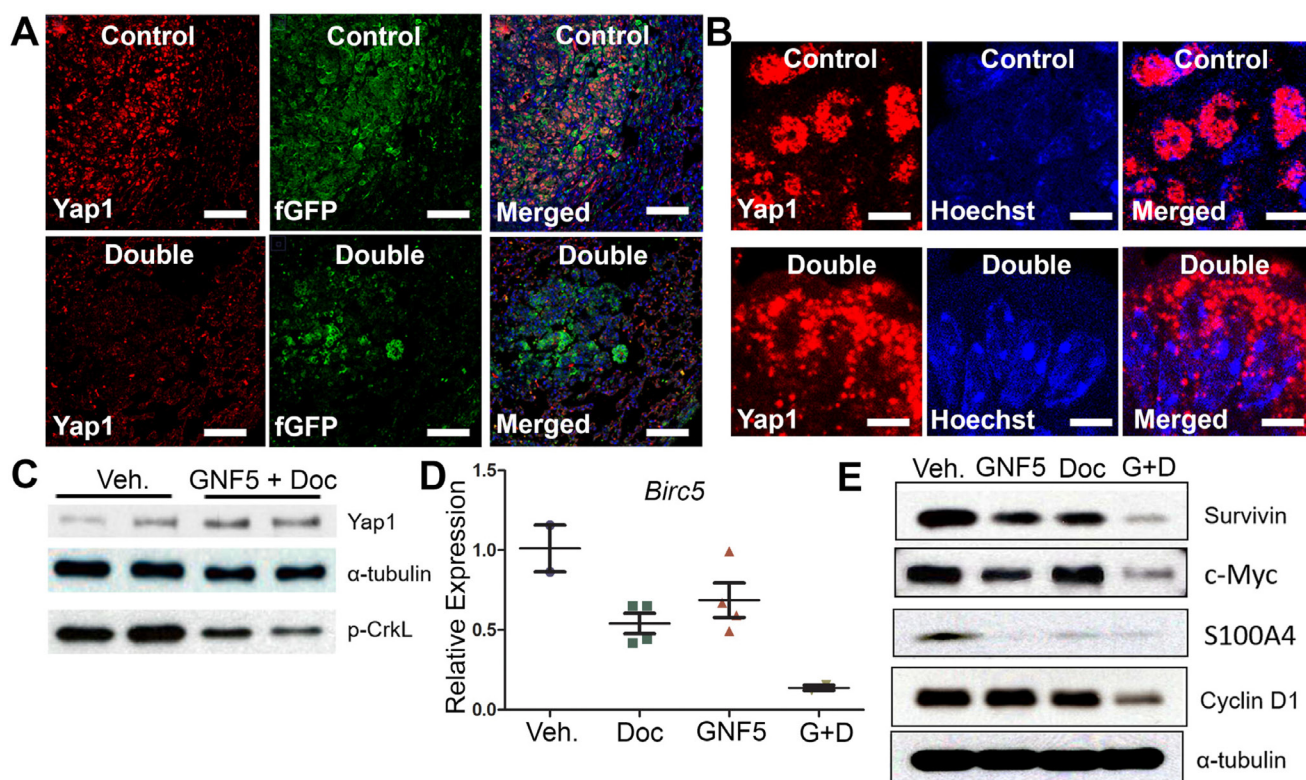 A
Control
Yap1
Control
fGFP
Control
Merged
Double
Yap1
Double
fGFP
Double
Merged
B
Control
Yap1
Control
Hoechst
Control
Merged
Double
Yap1
Double
Hoechst
Double
Merged
C
Veh. GNF5 + Doc
Yap1
α-tubulin
p-CrkL
D
Birc5
Relative Expression
1.5
1.0
0.5
0.0
Veh. Doc GNF5 G+D
E
Veh. GNF5 Doc G+D
Survivin
c-Myc
S100A4
Cyclin D1
α-tubulin